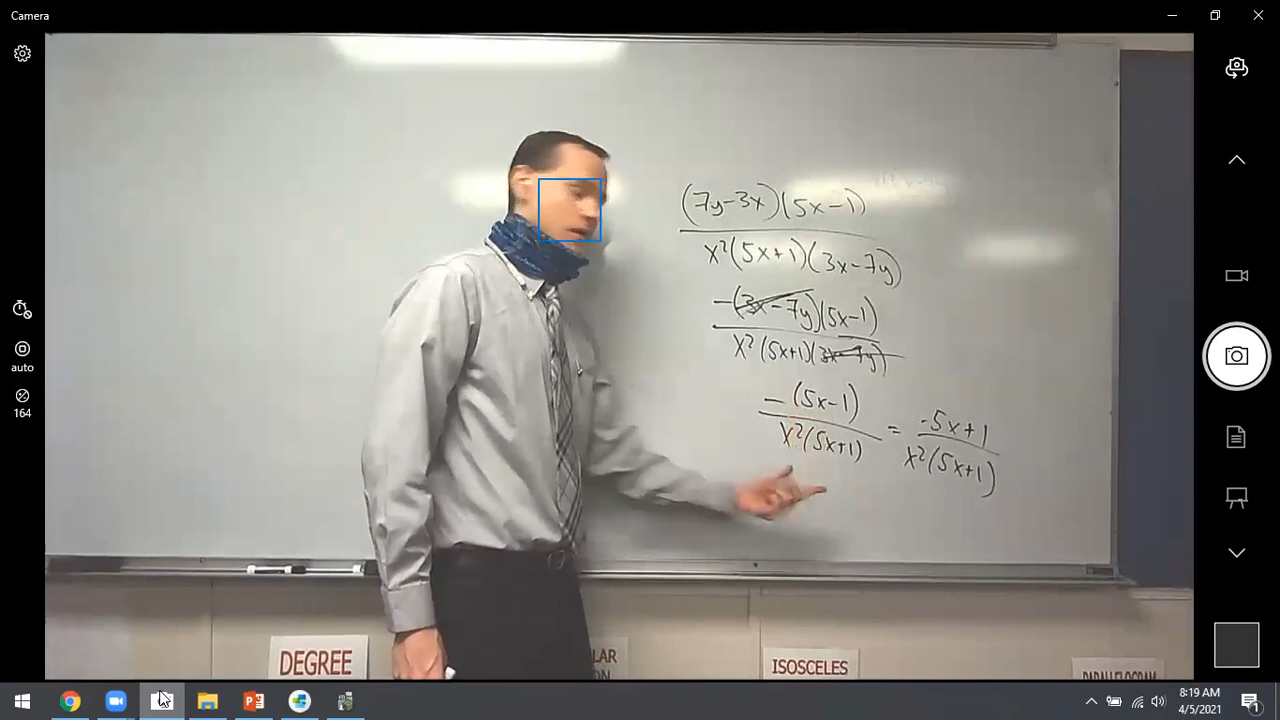 Camera
(7y-3x)(5x-1)
x²(5x+1)(3x-7y)
-(3x-7y)(5x-1)
x²(5x+1)(3x-7y)
-(5x-1) = -5x+1
x²(5x+1) x²(5x+1)
auto
164
DEGREE
ISOSCELES
8:19 AM
4/5/2021
1